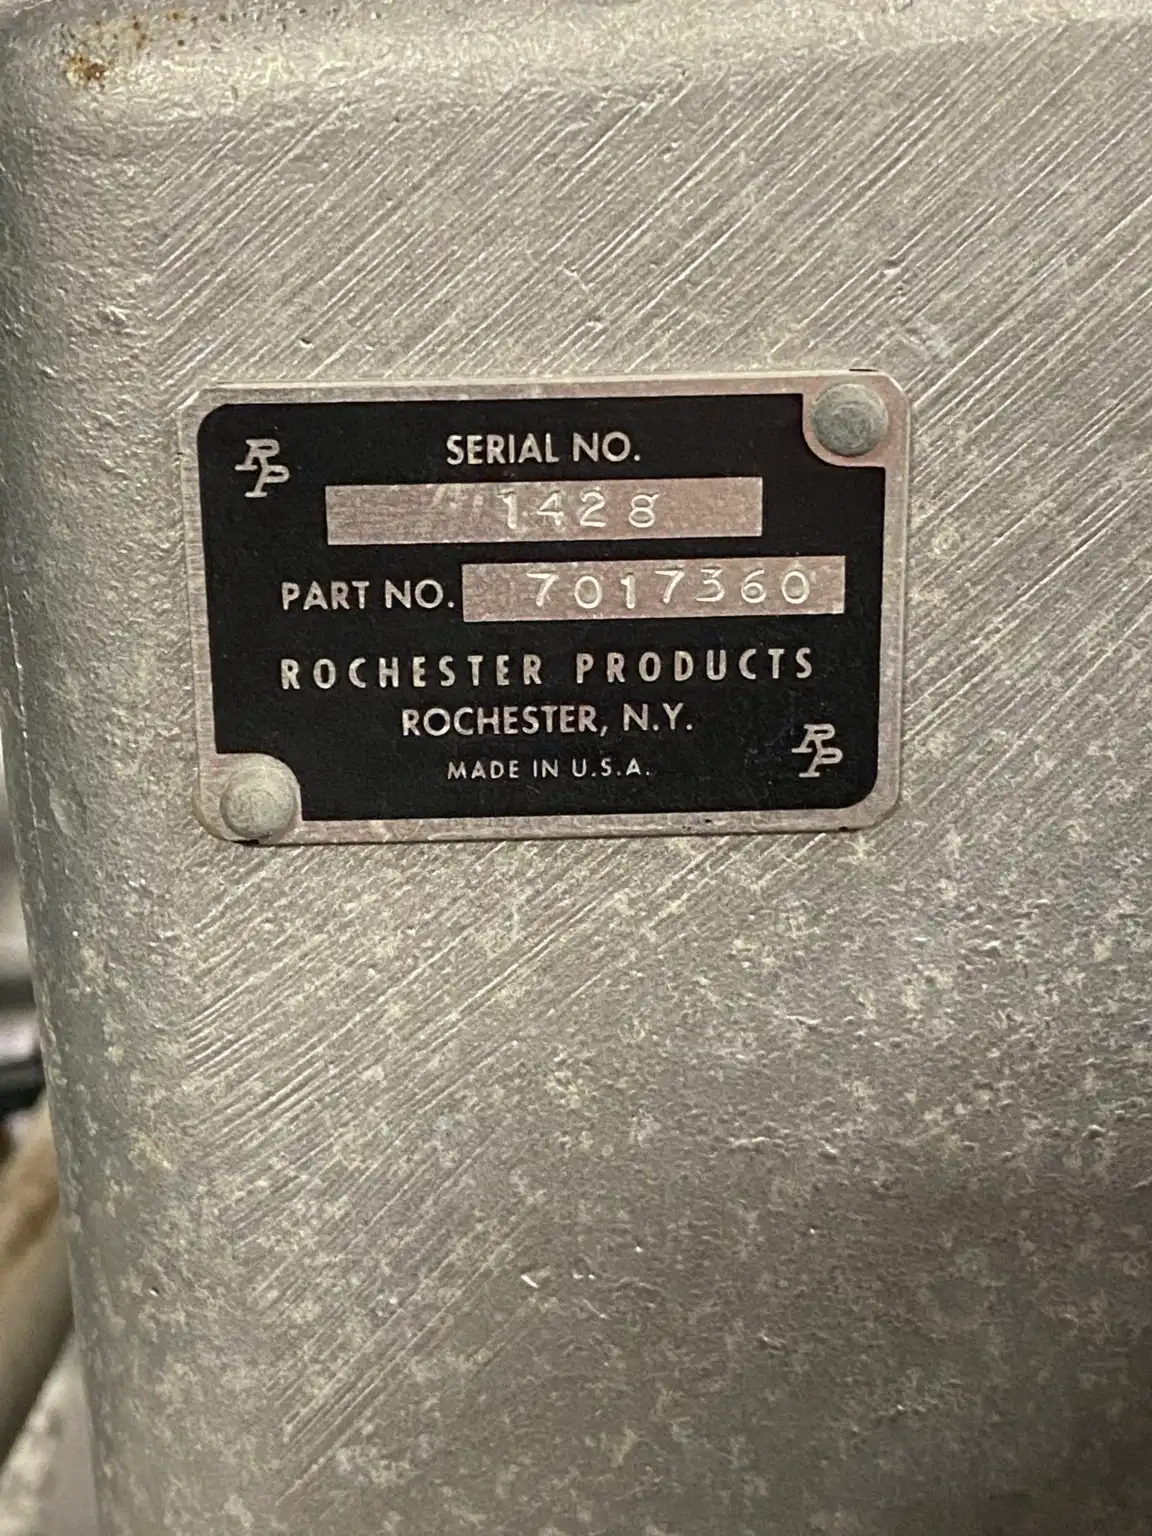 RP
SERIAL NO.
1428
PART NO. 7017360
ROCHESTER PRODUCTS
ROCHESTER, N.Y.
RP
MADE IN U.S.A.